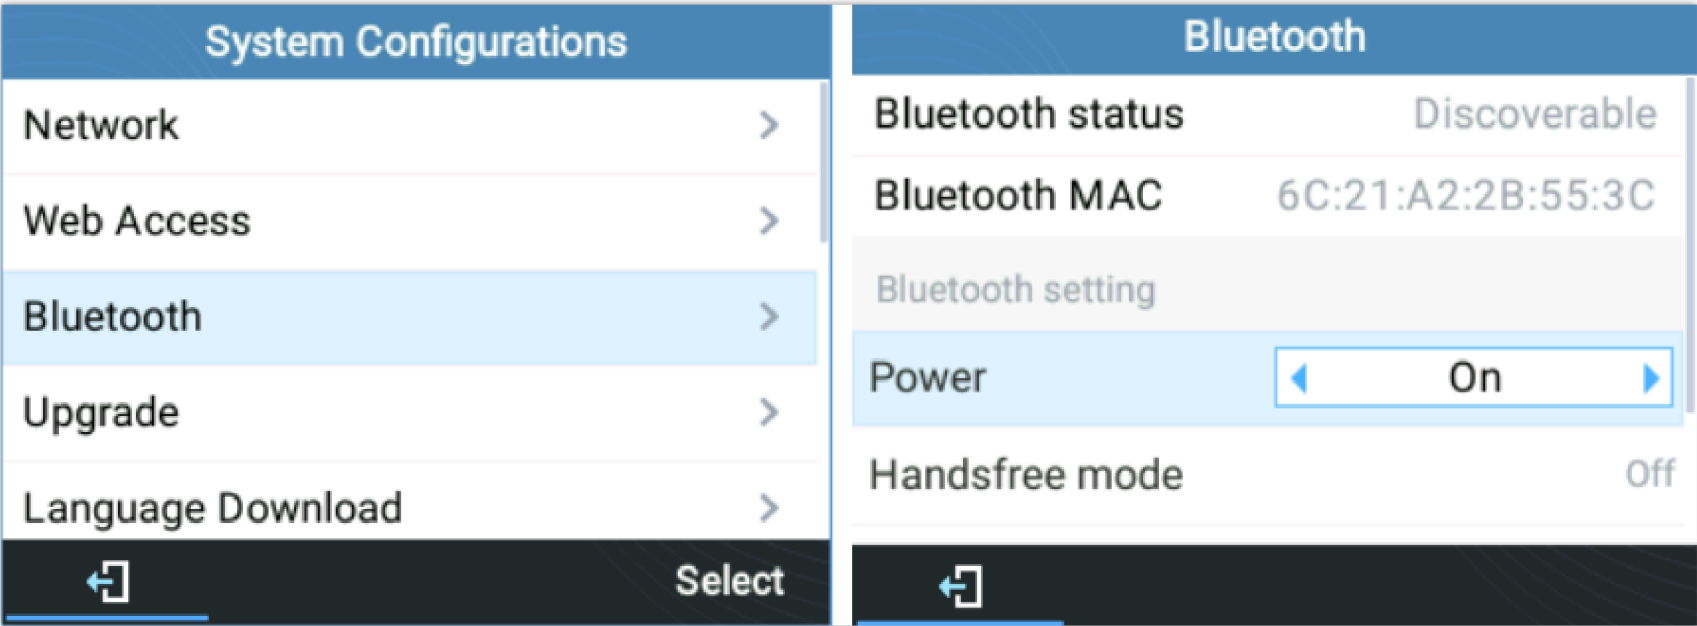 System Configurations
Network
Web Access
Bluetooth
Upgrade
Language Download
Select
Bluetooth
Bluetooth status Discoverable
Bluetooth MAC 6C:21:A2:2B:55:3C
Bluetooth setting
Power On
Handsfree mode Off